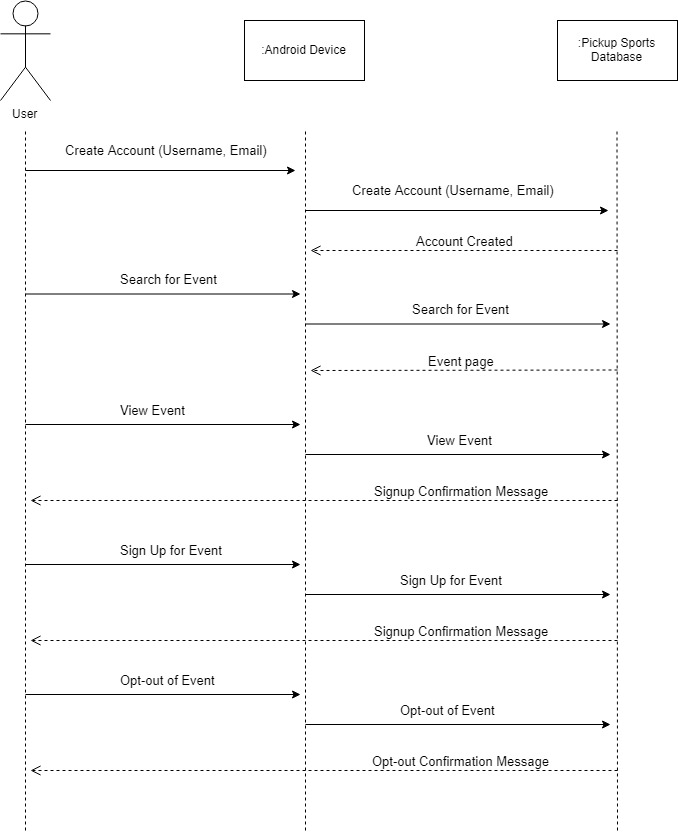 :Android Device
:Pickup Sports
Database
User
Create Account (Username, Email)
Create Account (Username, Email)
Account Created
Search for Event
Search for Event
Event page
View Event
View Event
Signup Confirmation Message
Sign Up for Event
Sign Up for Event
Signup Confirmation Message
Opt-out of Event
Opt-out of Event
Opt-out Confirmation Message